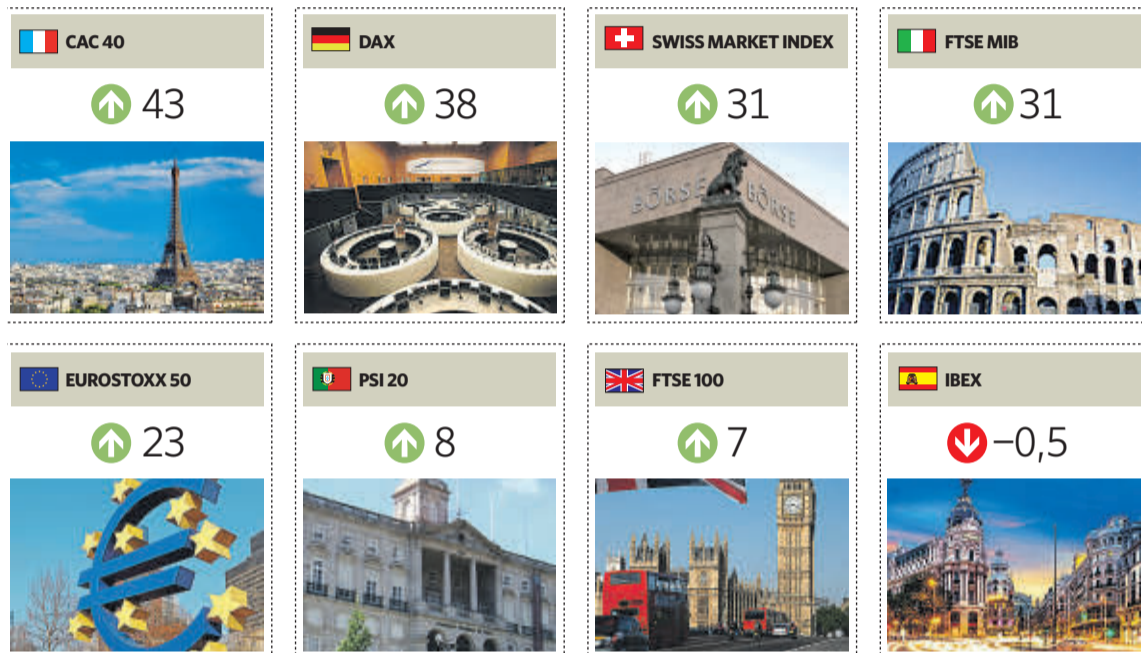 CAC 40
43
DAX
38
SWISS MARKET INDEX
31
BÖRSE BÖRSE
FTSE MIB
31
EUROSTOXX 50
23
PSI 20
8
FTSE 100
7
IBEX
−0,5